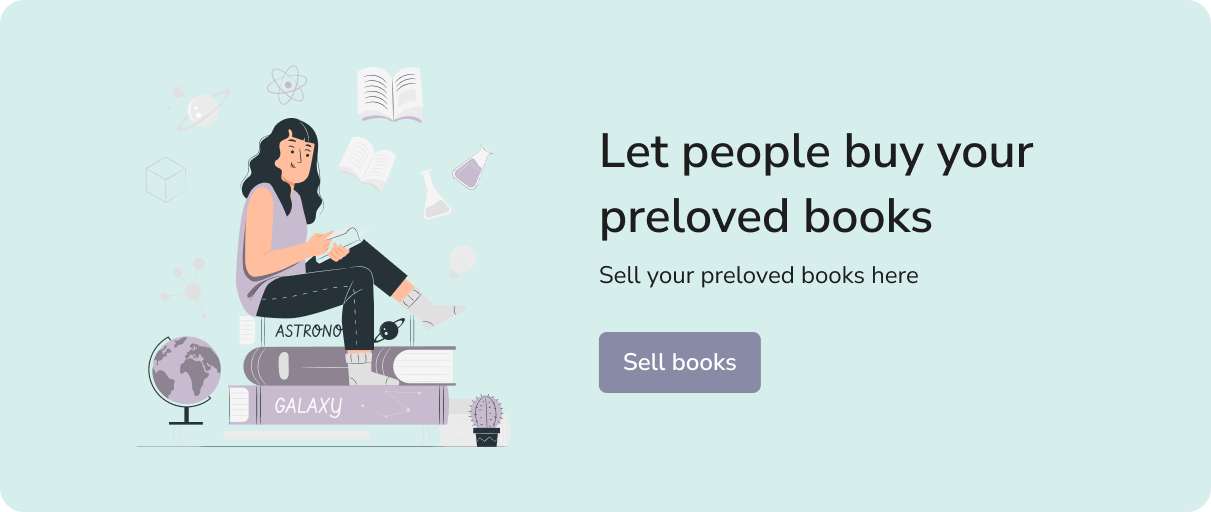 Let people buy your
preloved books
Sell your preloved books here
Sell books
ASTRONO
GALAXY